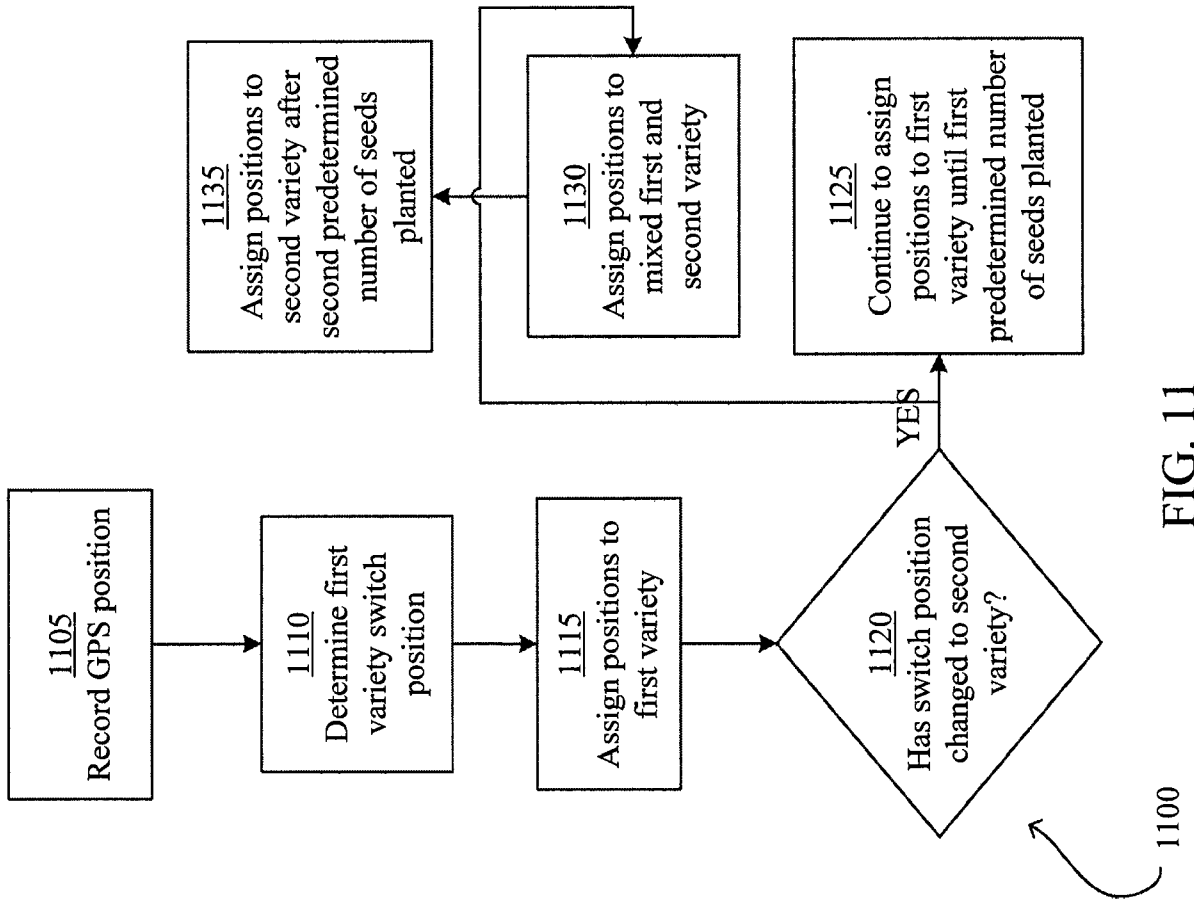 1105
Record GPS position
1110
Determine first
variety switch
position
1115
Assign positions to
first variety
1120
Has switch position
changed to second
variety?
YES
1125
Continue to assign
positions to first
variety until first
predetermined number
of seeds planted
1130
Assign positions to
mixed first and
second variety
1135
Assign positions to
second variety after
second predetermined
number of seeds
planted
1100
FIG. 11